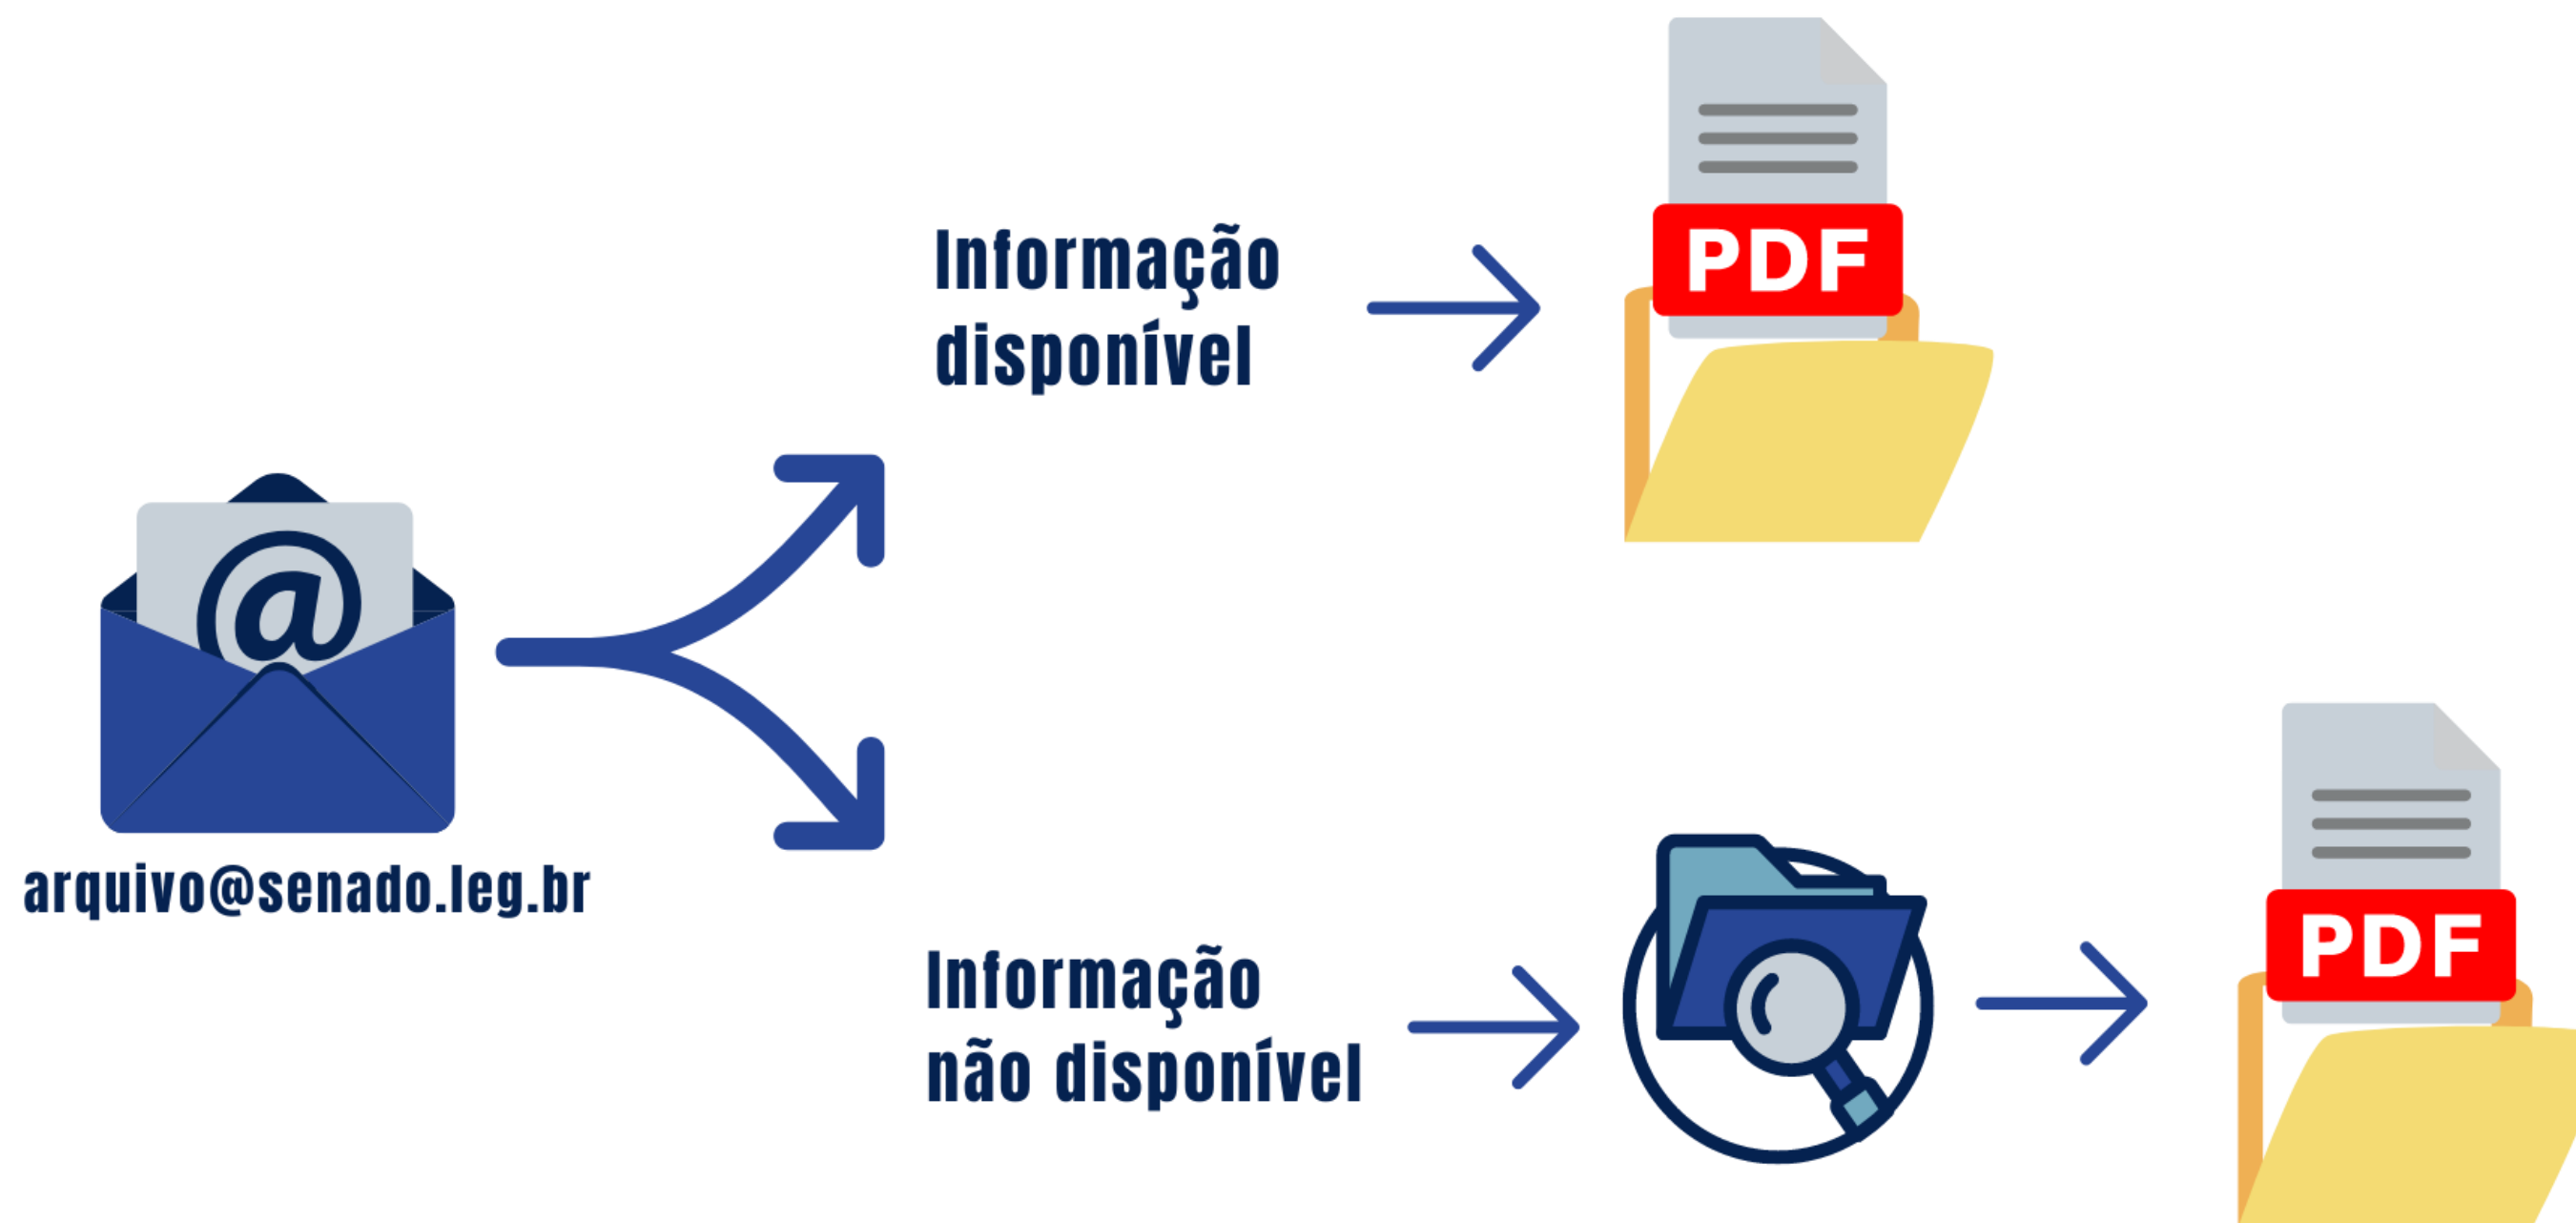 Informação
disponível
PDF
@
arquivo@senado.leg.br
Informação
não disponível
PDF